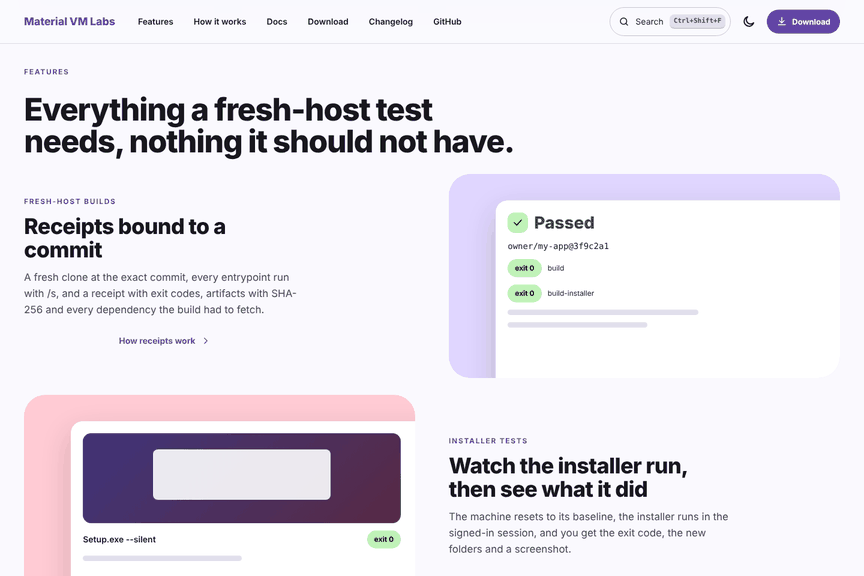 Material VM Labs
Features
How it works
Docs
Download
Changelog
GitHub
Search
Ctrl+Shift+F
Download
FEATURES
Everything a fresh-host test
needs, nothing it should not have.
FRESH-HOST BUILDS
Receipts bound to a
commit
A fresh clone at the exact commit, every entrypoint run
with /s, and a receipt with exit codes, artifacts with SHA-
256 and every dependency the build had to fetch.
How receipts work
Passed
owner/my-app@3f9c2a1
exit 0 build
exit 0 build-installer
Setup.exe --silent
exit 0
INSTALLER TESTS
Watch the installer run,
then see what it did
The machine resets to its baseline, the installer runs in the
signed-in session, and you get the exit code, the new
folders and a screenshot.